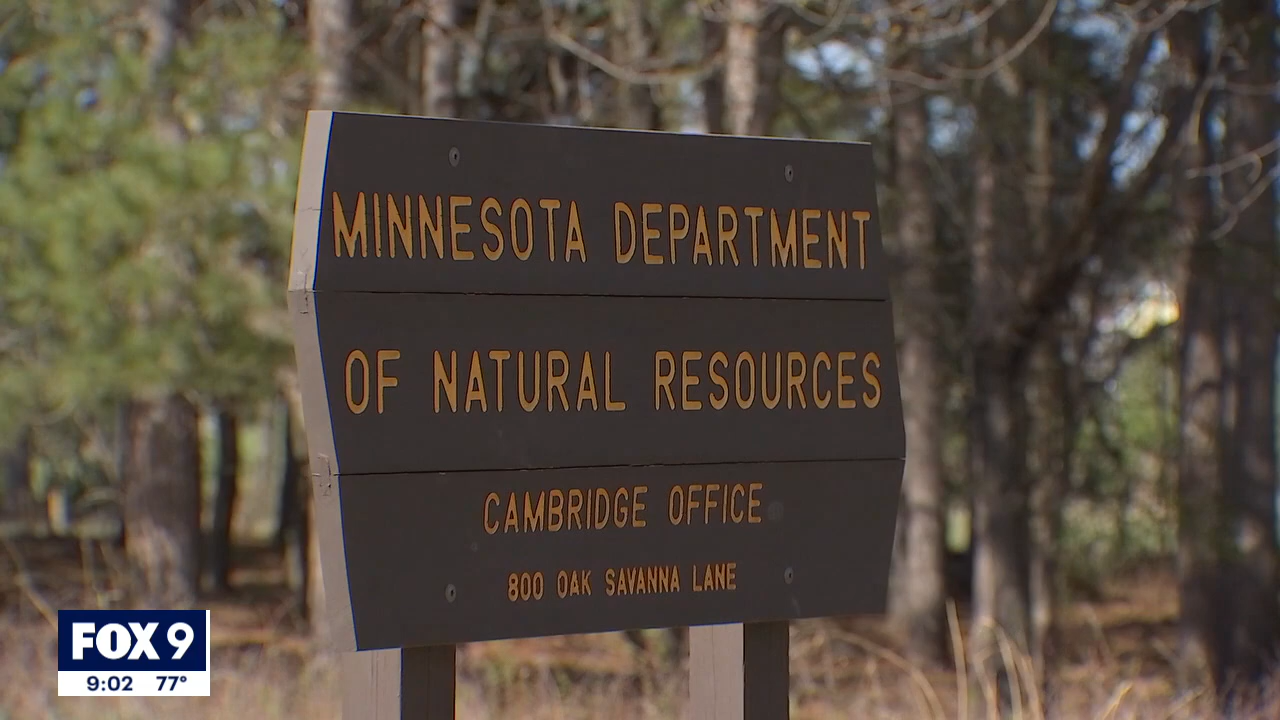 MINNESOTA DEPARTMENT
OF NATURAL RESOURCES
CAMBRIDGE OFFICE
800 OAK SAVANNA LANE
FOX 9
9:02 77°